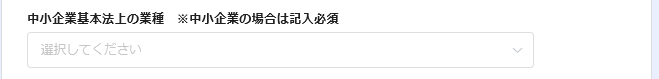 中小企業基本法上の業種　※中小企業の場合は記入必須
選択してください